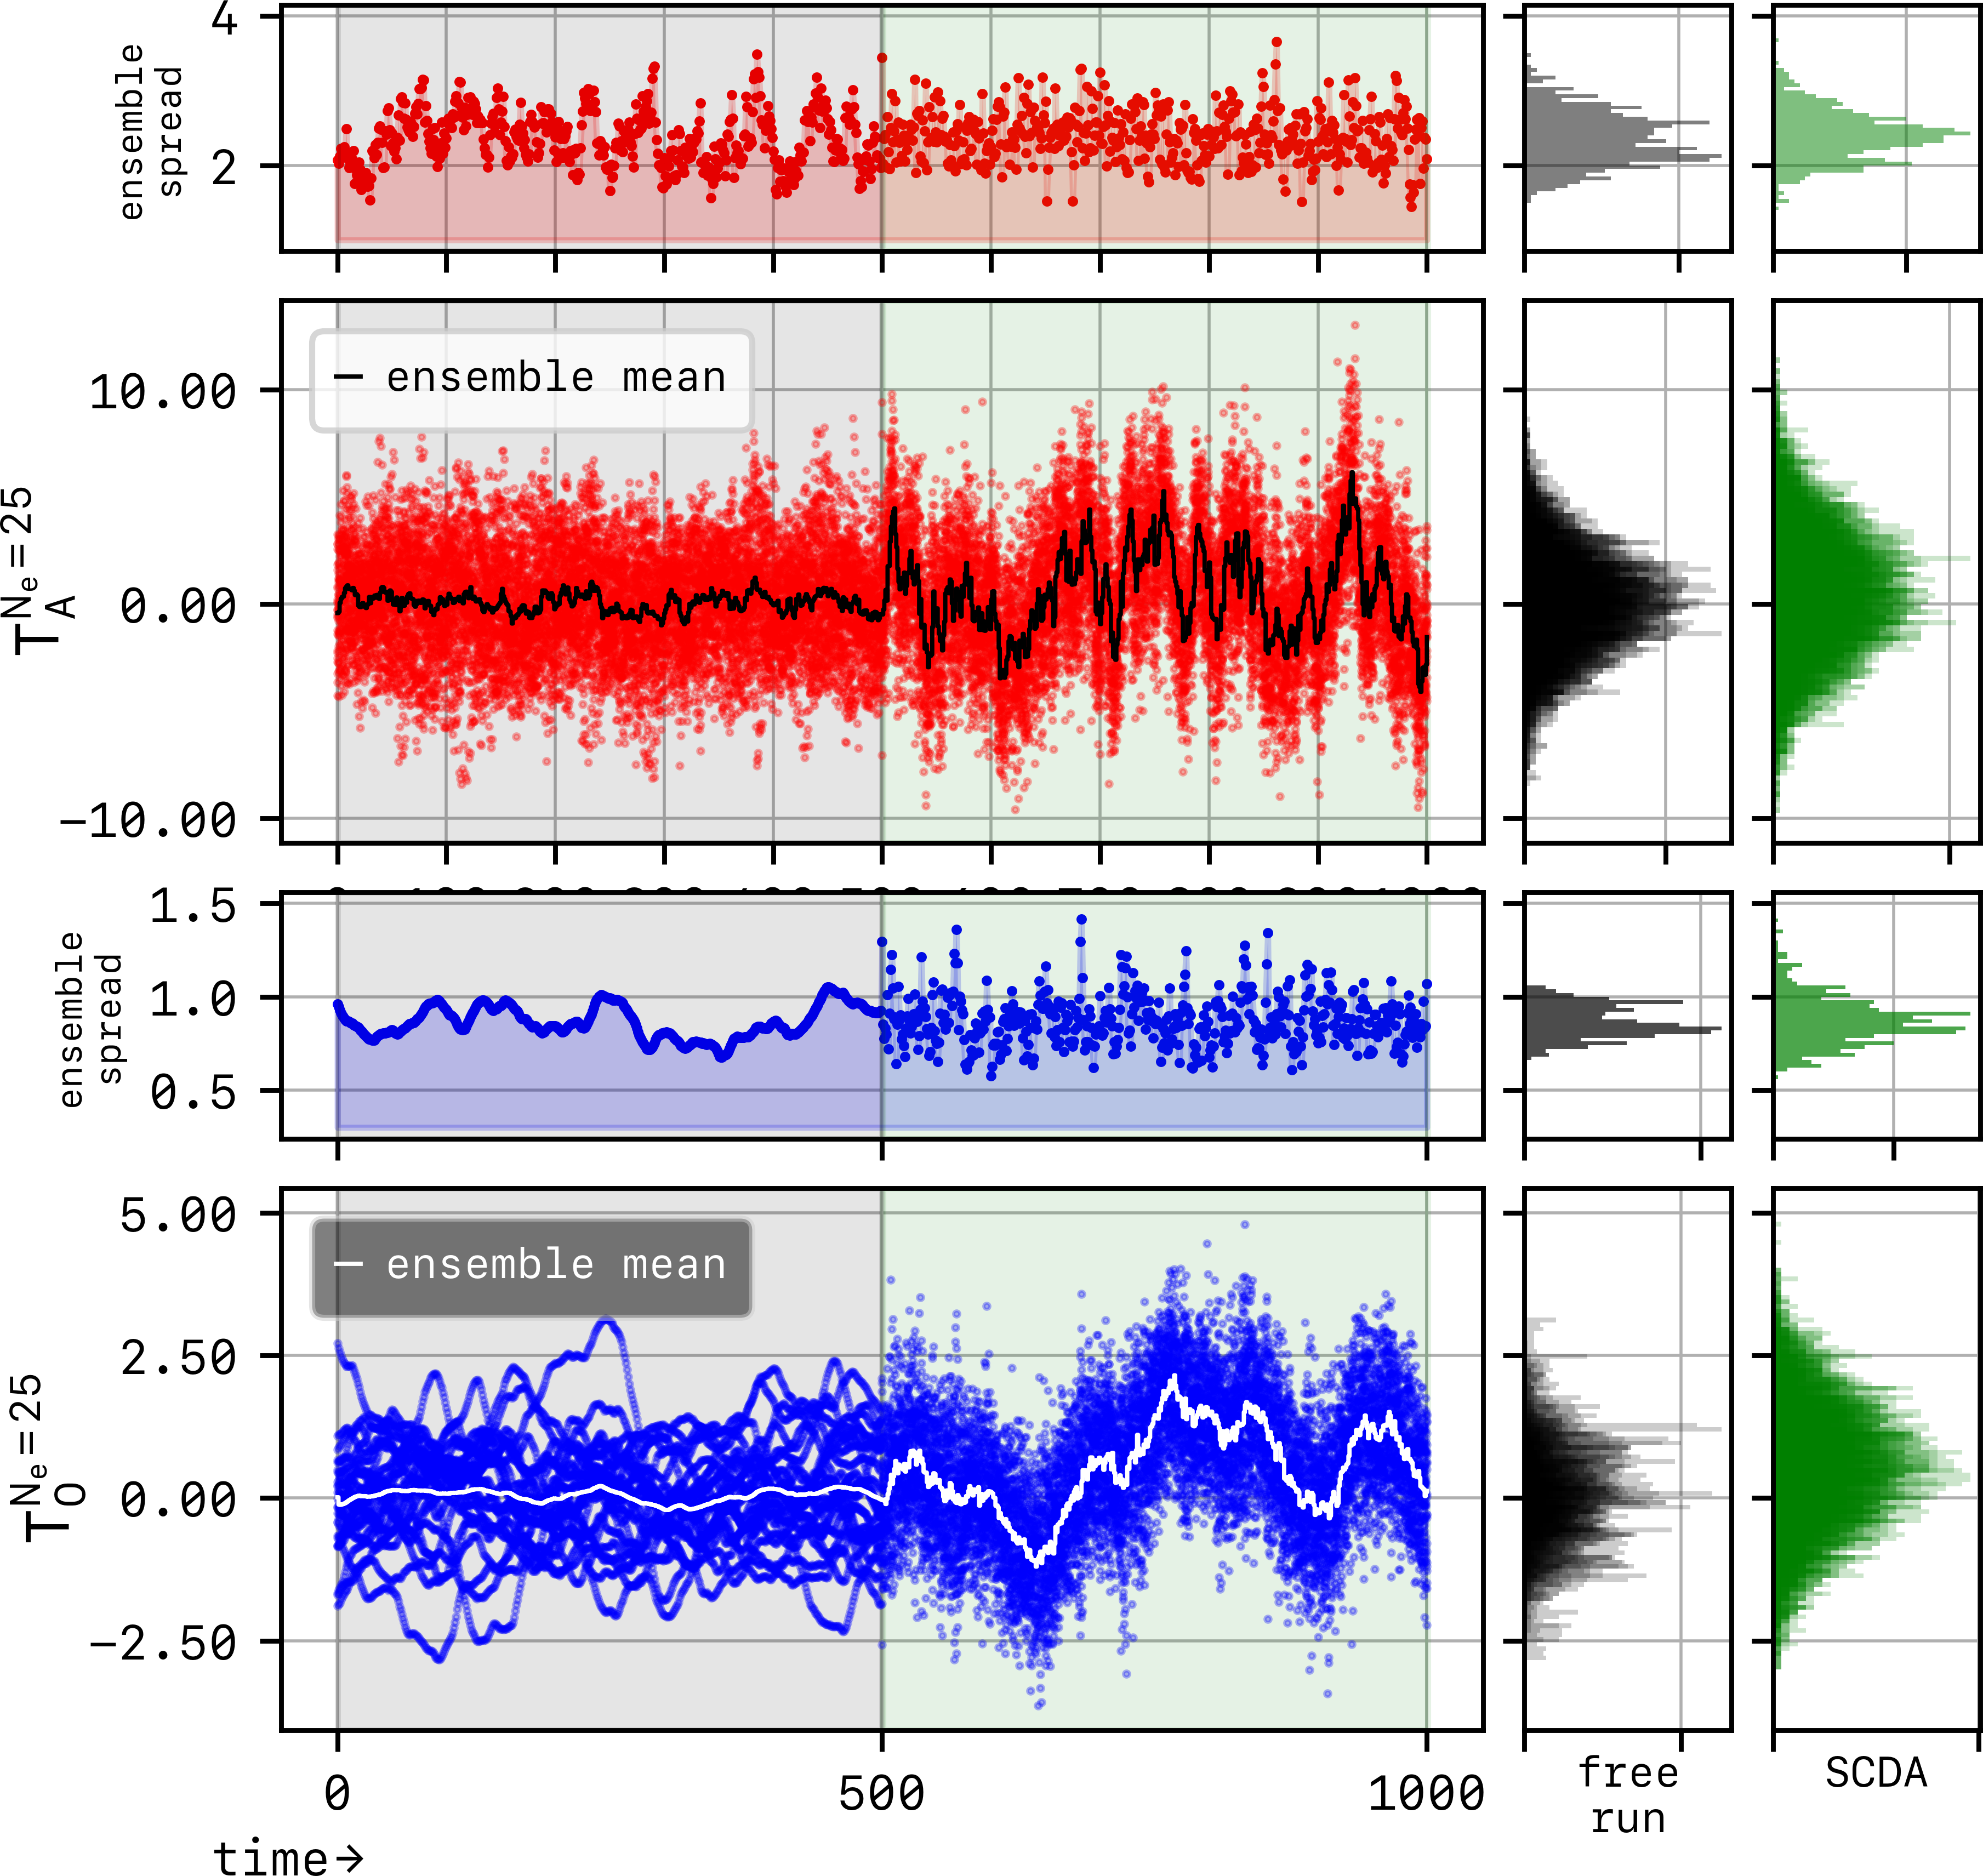 4
2
ensemble
spread
— ensemble mean
10.00
0.00
−10.00
T_A^{N_e=25}
1.5
1.0
0.5
ensemble
spread
— ensemble mean
5.00
2.50
0.00
−2.50
T_O^{N_e=25}
0 500 1000
time→
free
run
SCDA